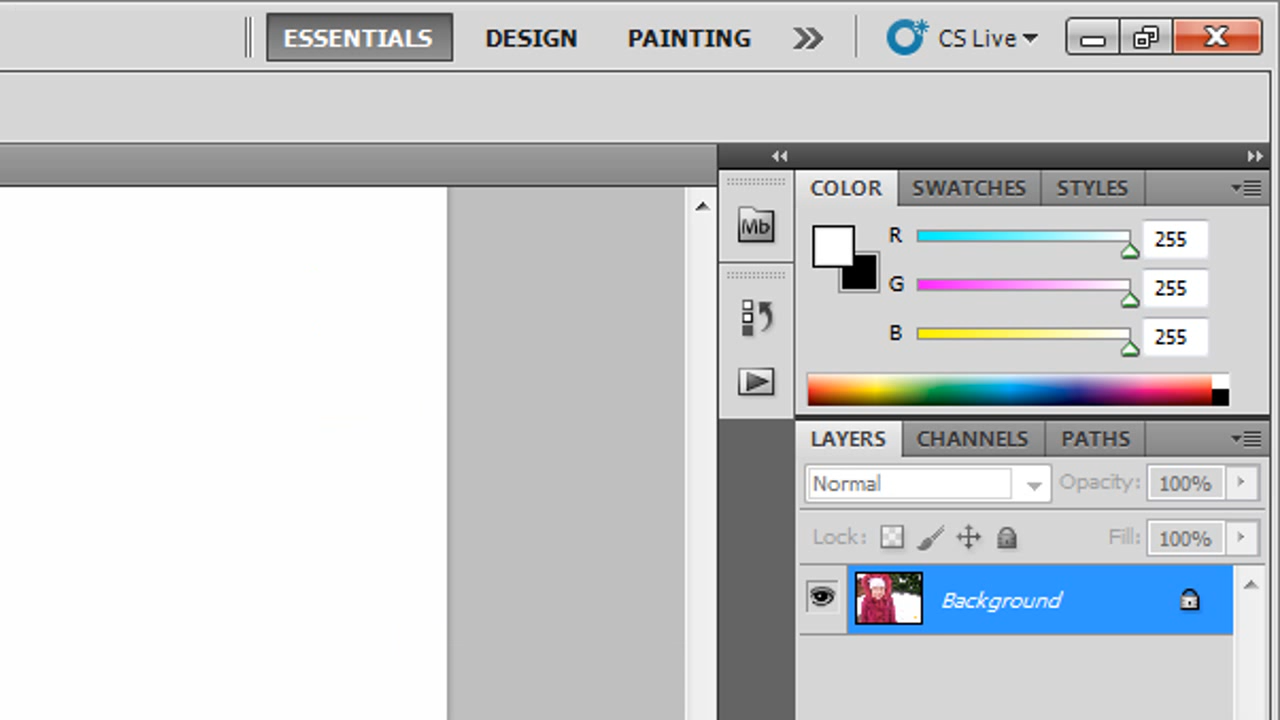 ESSENTIALS DESIGN PAINTING CS Live
COLOR SWATCHES STYLES
Mb
R 255
G 255
B 255
LAYERS CHANNELS PATHS
Normal Opacity: 100%
Lock: Fill: 100%
Background